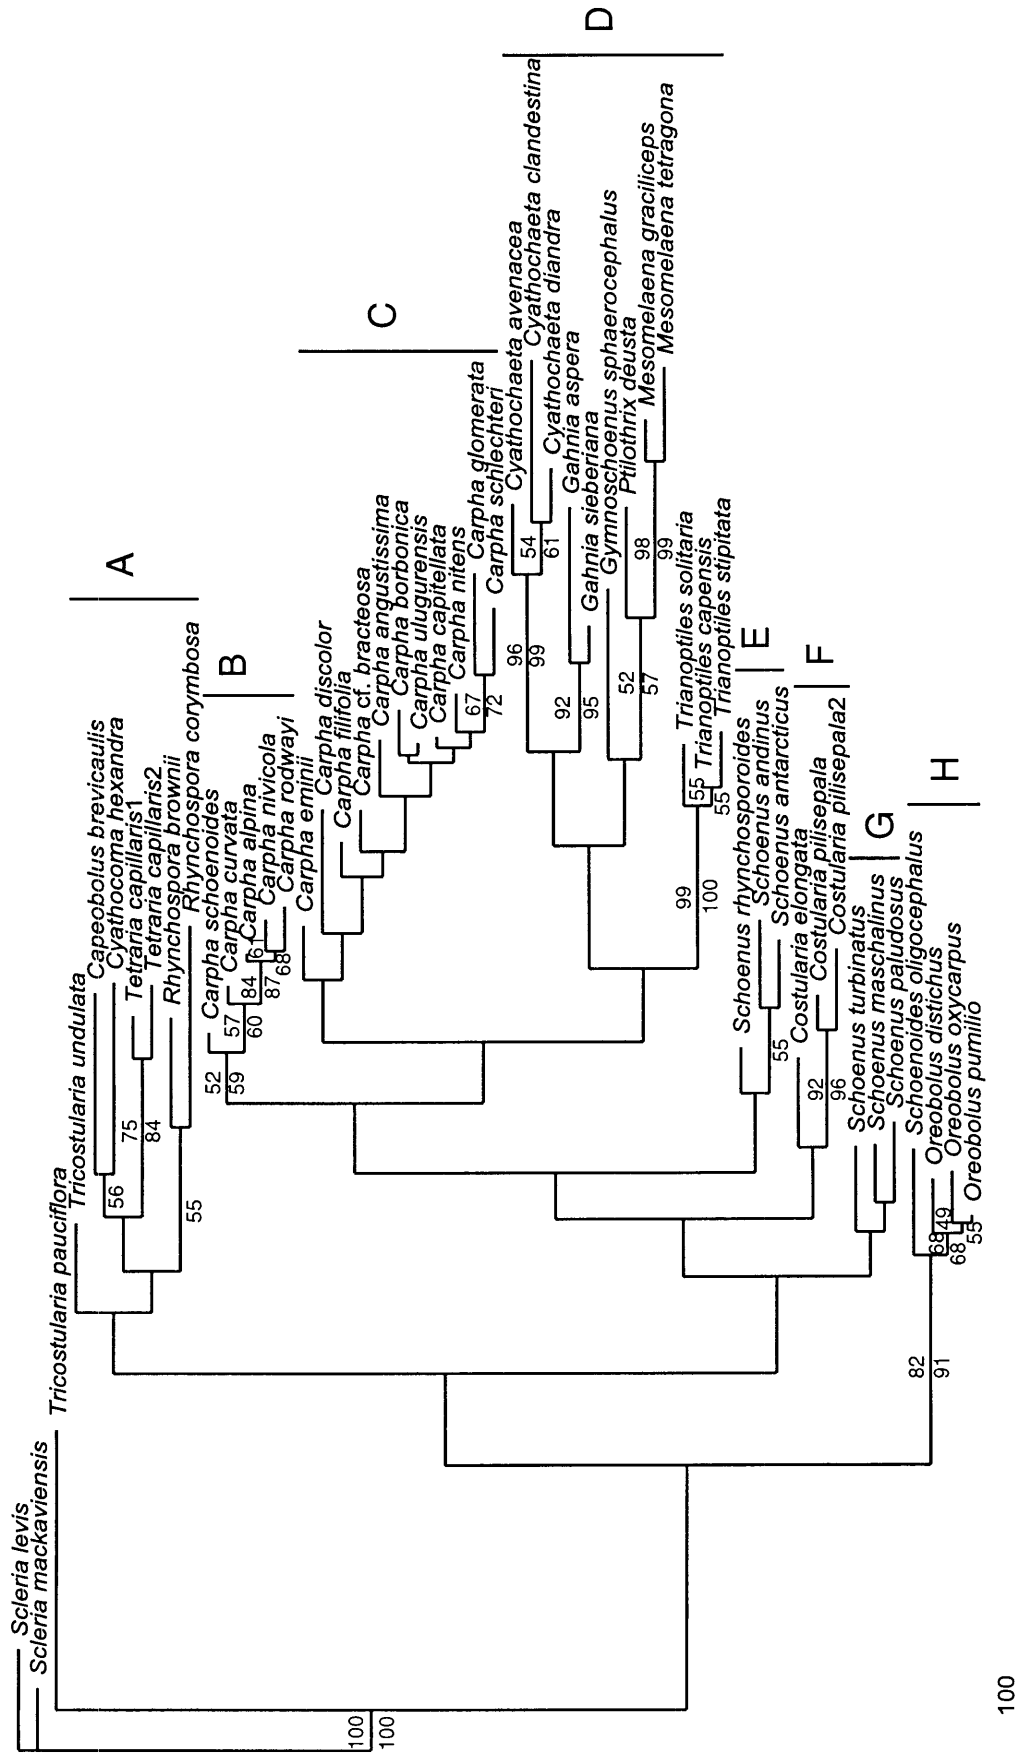 Scleria levis
Scleria mackaviensis
Tricostularia pauciflora
Tricostularia undulata
Capeobolus brevicaulis
Cyathocoma hexandra
Tetraria capillaris1
Tetraria capillaris2
Rhynchospora brownii
Rhynchospora corymbosa
A
Carpha schoenoides
Carpha curvata
Carpha alpina
Carpha nivicola
Carpha rodwayi
B
Carpha eminii
Carpha discolor
Carpha filifolia
Carpha cf. bracteosa
Carpha angustissima
Carpha borbonica
Carpha ulugurensis
Carpha capitellata
Carpha nitens
Carpha glomerata
Carpha schlechteri
C
Cyathochaeta avenacea
Cyathochaeta clandestina
Cyathochaeta diandra
Gahnia aspera
Gahnia sieberiana
Gymnoschoenus sphaerocephalus
Ptilothrix deusta
Mesomelaena graciliceps
Mesomelaena tetragona
D
Trianoptiles solitaria
Trianoptiles capensis
Trianoptiles stipitata
Schoenus rhynchosporoides
Schoenus andinus
Schoenus antarcticus
E
Costularia elongata
Costularia pilisepala
Costularia pilisepala2
F
Schoenus turbinatus
Schoenus maschalinus
Schoenus paludosus
G
Schoenoides oligocephalus
Oreobolus distichus
Oreobolus oxycarpus
Oreobolus pumilio
H
100
100
56
75
84
55
52
59
57
60
84
87
61
68
67
72
96
99
54
61
92
95
52
57
98
99
99
100
55
55
55
92
96
82
91
68
68
49
55
100